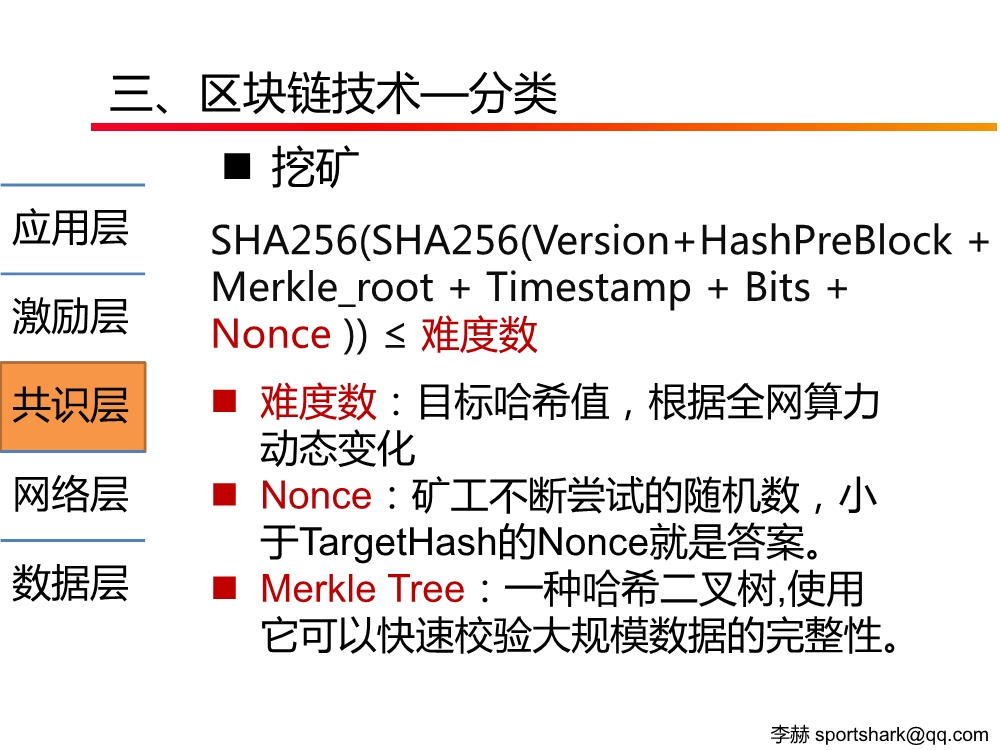 三、区块链技术—分类
■ 挖矿
应用层
激励层
共识层
网络层
数据层
SHA256(SHA256(Version+HashPreBlock +
Merkle_root + Timestamp + Bits +
Nonce )) ≤ 难度数
■ 难度数：目标哈希值，根据全网算力
动态变化
■ Nonce：矿工不断尝试的随机数，小
于TargetHash的Nonce就是答案。
■ Merkle Tree：一种哈希二叉树,使用
它可以快速校验大规模数据的完整性。
李赫 sportshark@qq.com